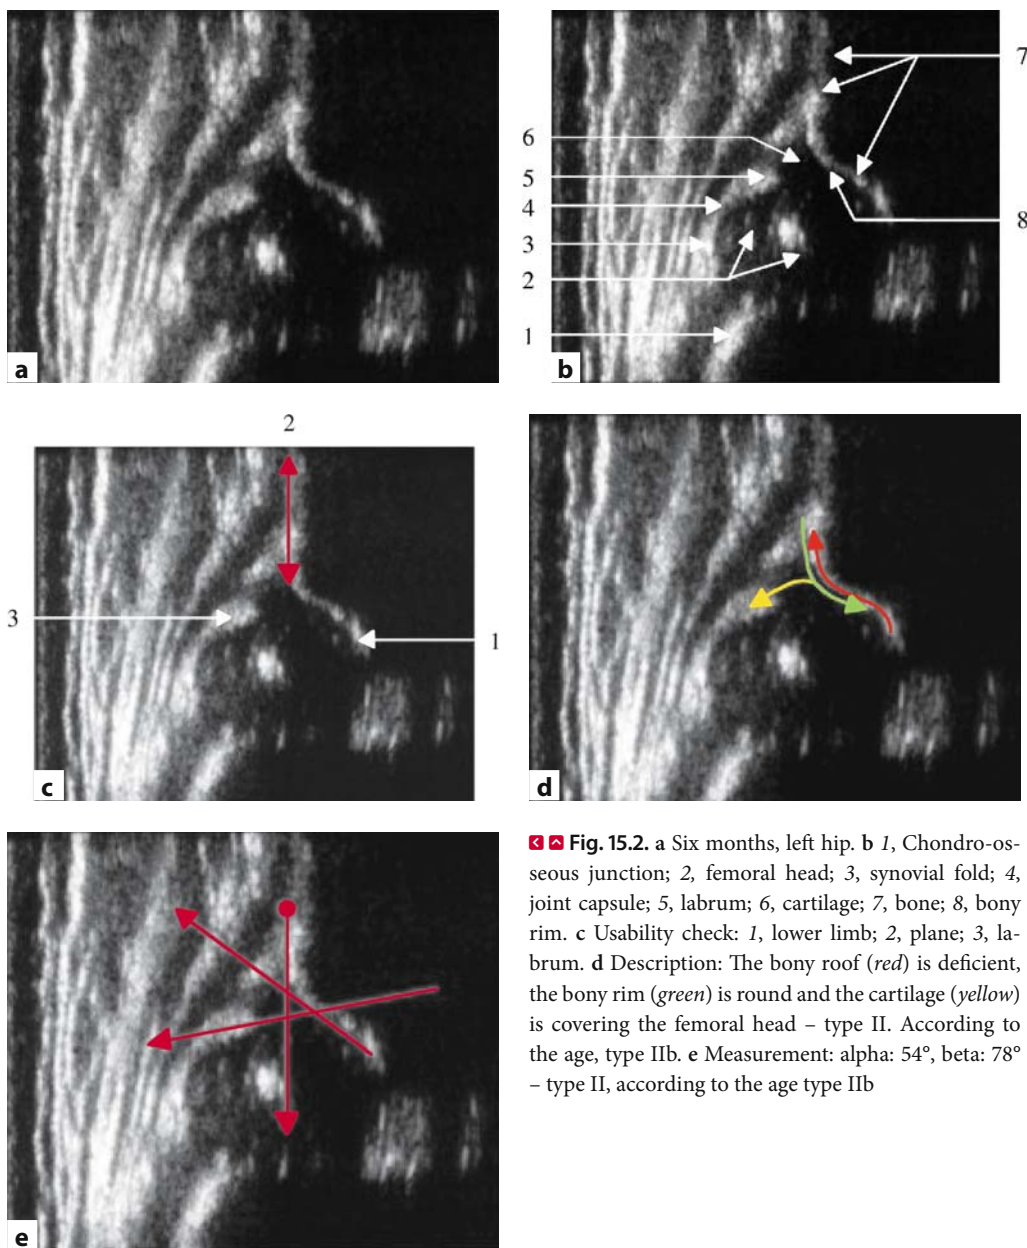 a
7
6
5
4
8
3
2
1
b
2
3
1
c
d
Fig. 15.2. a Six months, left hip. b 1, Chondro-os-
seous junction; 2, femoral head; 3, synovial fold; 4,
joint capsule; 5, labrum; 6, cartilage; 7, bone; 8, bony
rim. c Usability check: 1, lower limb; 2, plane; 3, la-
brum. d Description: The bony roof (red) is deficient,
the bony rim (green) is round and the cartilage (yellow)
is covering the femoral head – type II. According to
the age, type IIb. e Measurement: alpha: 54°, beta: 78°
– type II, according to the age type IIb
e